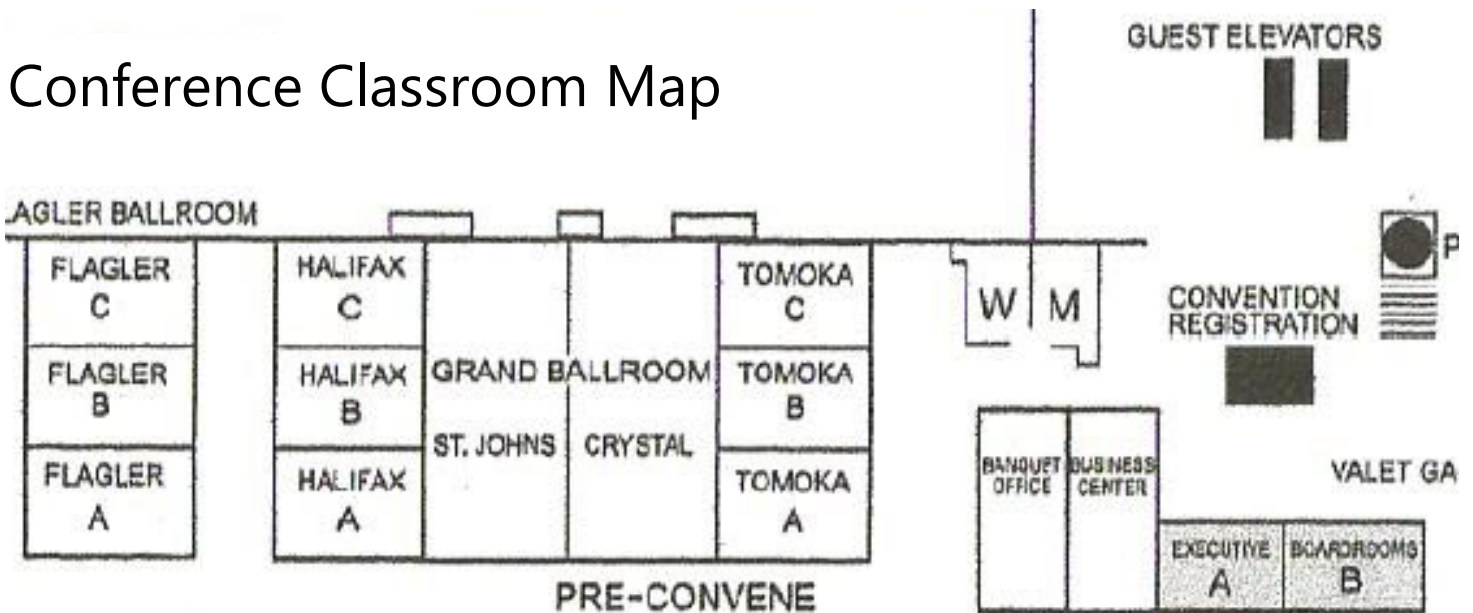 GUEST ELEVATORS
Conference Classroom Map
LAGLER BALLROOM
FLAGLER
C
HALIFAX
C
TOMOKA
C
W M
P
CONVENTION
REGISTRATION
FLAGLER
B
HALIFAX
B
GRAND BALLROOM
TOMOKA
B
ST. JOHNS
CRYSTAL
FLAGLER
A
HALIFAX
A
TOMOKA
A
BANQUET
OFFICE
BUSINESS
CENTER
VALET GA
EXECUTIVE
A
BOARDROOMS
B
PRE-CONVENE